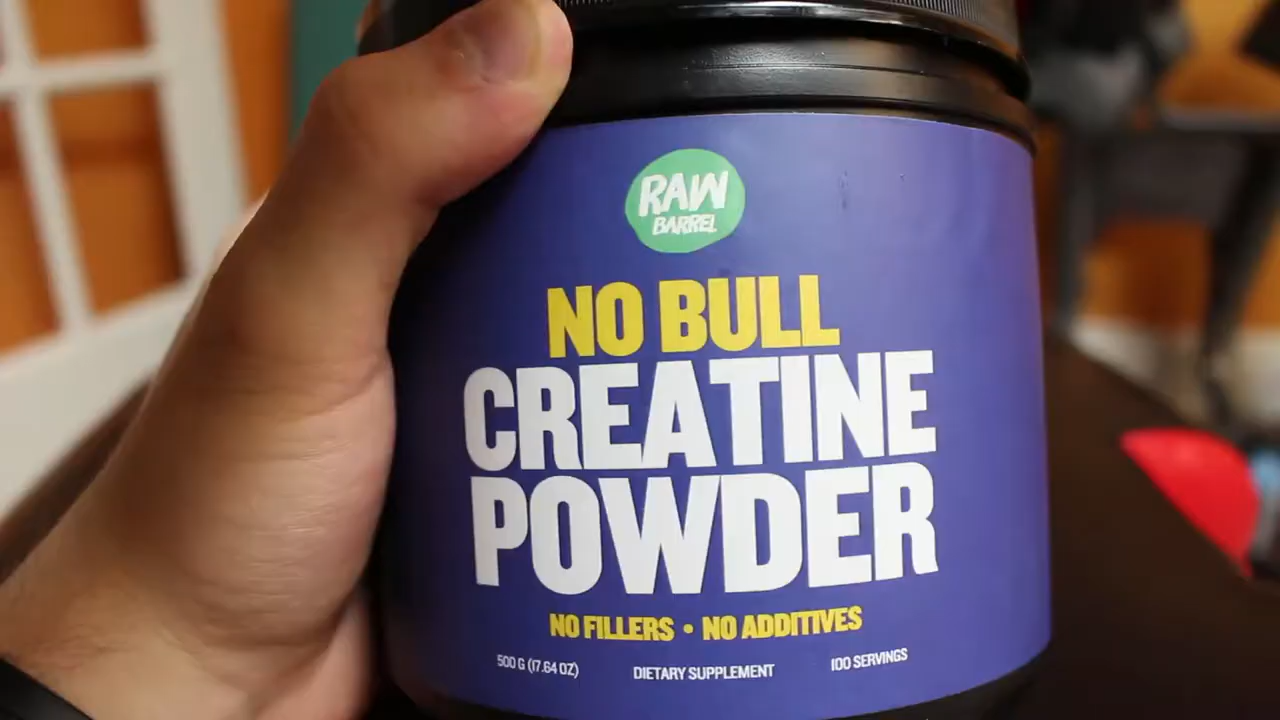 RAW
BARREL
NO BULL
CREATINE
POWDER
NO FILLERS • NO ADDITIVES
500 G (17.64 OZ) DIETARY SUPPLEMENT 100 SERVINGS